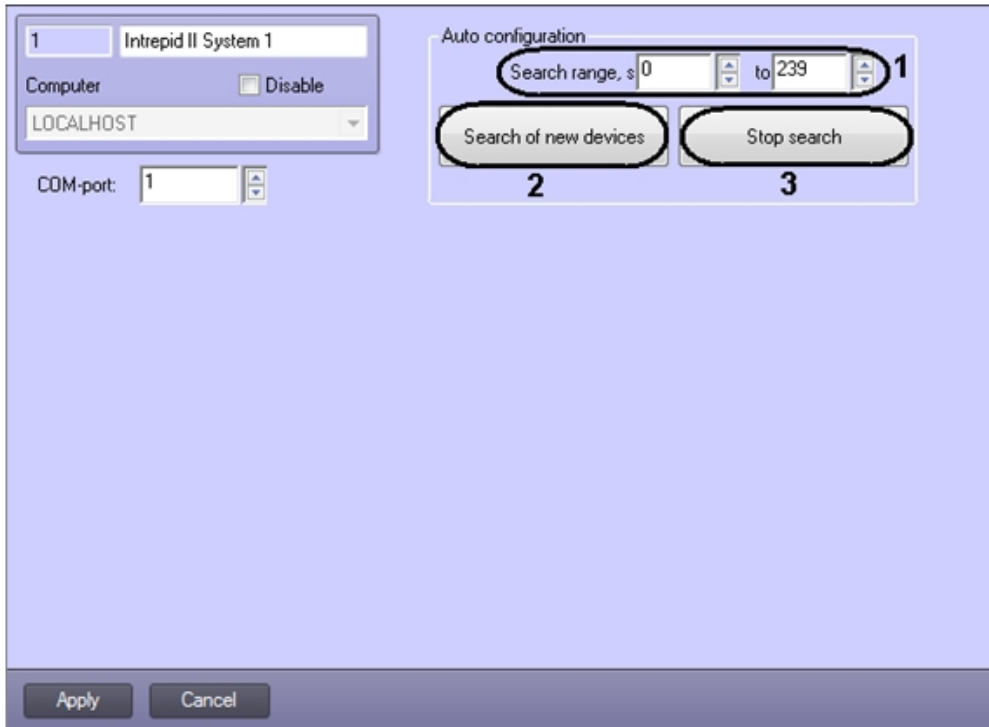 1 Intrepid II System 1
Computer Disable
LOCALHOST
COM-port: 1
Auto configuration
Search range, s 0 to 239 1
Search of new devices Stop search
2 3
Apply Cancel